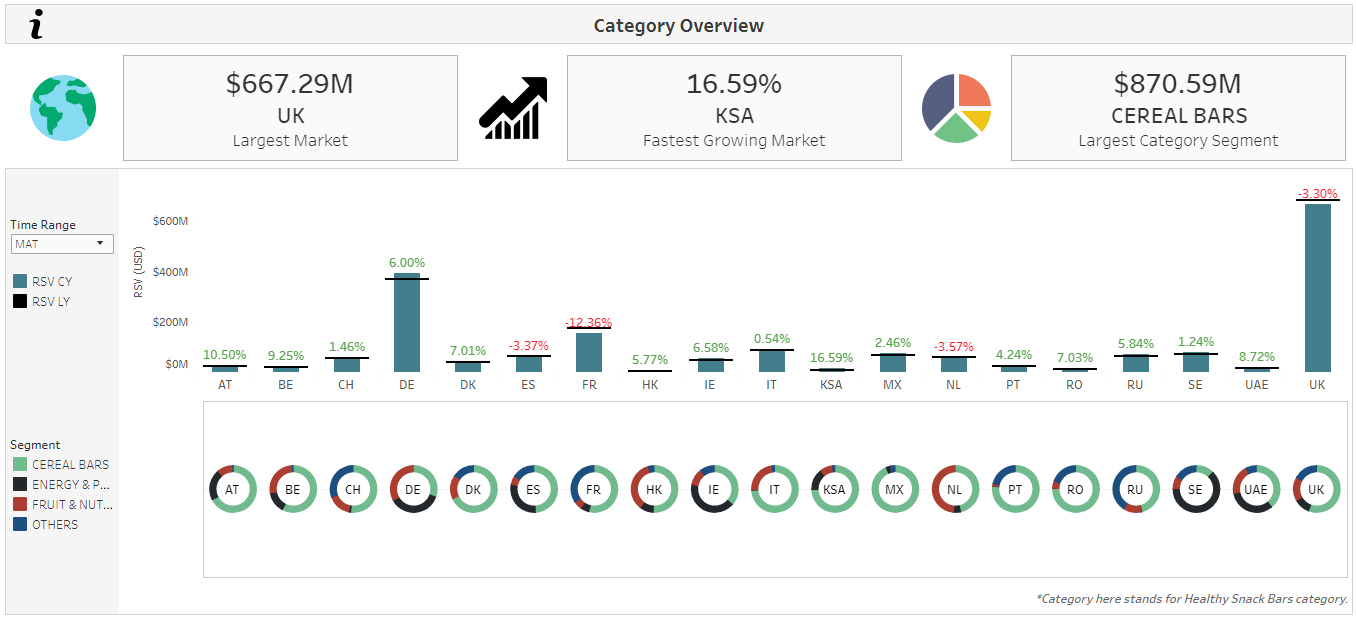 i
Category Overview
$667.29M
UK
Largest Market
16.59%
KSA
Fastest Growing Market
$870.59M
CEREAL BARS
Largest Category Segment
Time Range
MAT
RSV CY
RSV LY
RSV (USD)
$600M
$400M
$200M
$0M
10.50% 9.25% 1.46% 6.00% 7.01% -3.37% -12.36% 5.77% 6.58% 0.54% 16.59% 2.46% -3.57% 4.24% 7.03% 5.84% 1.24% 8.72% -3.30%
AT BE CH DE DK ES FR HK IE IT KSA MX NL PT RO RU SE UAE UK
Segment
CEREAL BARS
ENERGY & P...
FRUIT & NUT...
OTHERS
AT BE CH DE DK ES FR HK IE IT KSA MX NL PT RO RU SE UAE UK
*Category here stands for Healthy Snack Bars category.